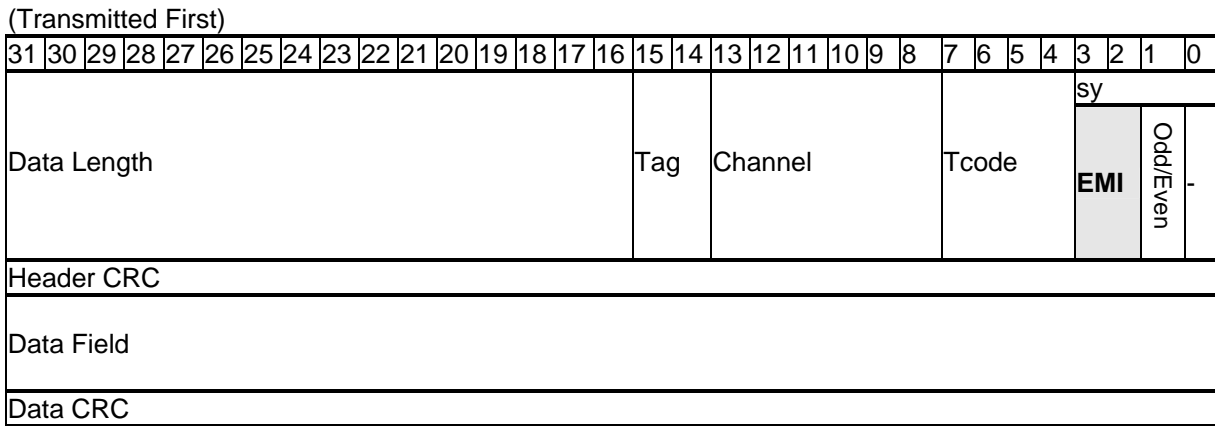 (Transmitted First)
31 30 29 28 27 26 25 24 23 22 21 20 19 18 17 16 15 14 13 12 11 10 9 8 7 6 5 4 3 2 1 0
sy
Data Length Tag Channel Tcode EMI Odd/Even -
Header CRC
Data Field
Data CRC